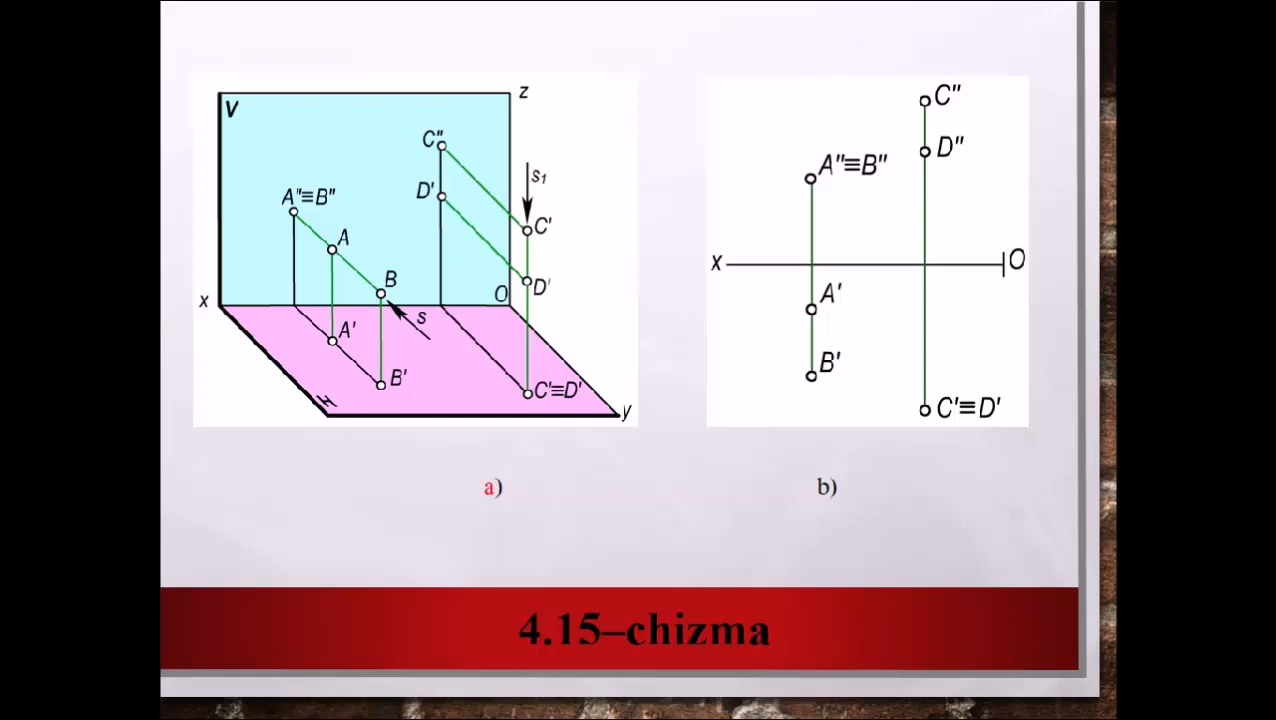 V
z
C"
D'
s₁
A"≡B"
C'
A
D'
B
x
O
s
A'
B'
C'≡D'
H
y
C"
D"
A"≡B"
x
O
A'
B'
C'≡D'
a)
b)
4.15–chizma